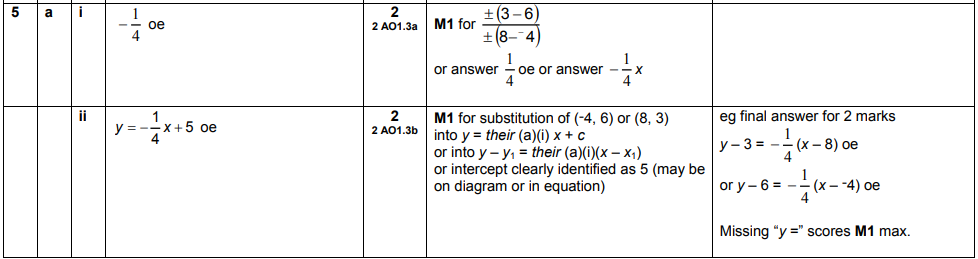 5 a i −1/4 oe 2 2 AO1.3a M1 for ±(3−6)/±(8−⁻4)
or answer 1/4 oe or answer −1/4x
ii y = −1/4x + 5 oe 2 2 AO1.3b M1 for substitution of (⁻4, 6) or (8, 3)
into y = their (a)(i) x + c
or into y – y₁ = their (a)(i)(x – x₁)
or intercept clearly identified as 5 (may be
on diagram or in equation)
eg final answer for 2 marks
y – 3 = −1/4(x – 8) oe
or y – 6 = −1/4(x – ⁻4) oe
Missing “y =” scores M1 max.